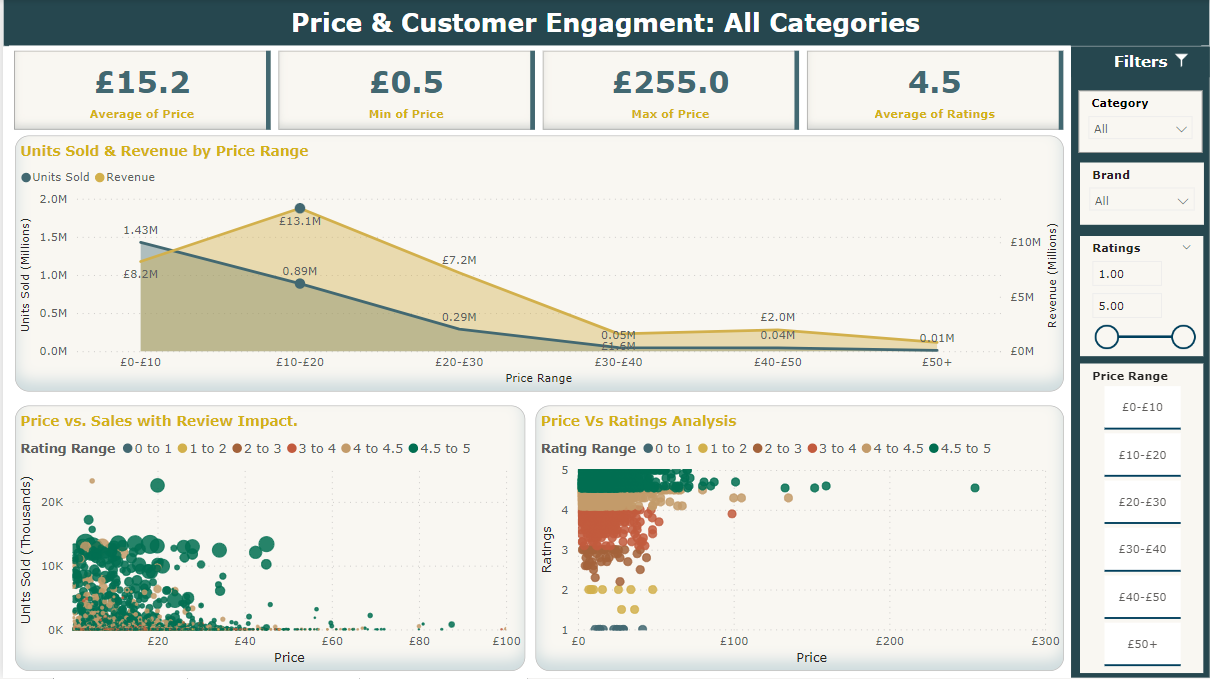 Price & Customer Engagment: All Categories
£15.2
Average of Price
£0.5
Min of Price
£255.0
Max of Price
4.5
Average of Ratings
Filters
Category
All
Brand
All
Ratings
1.00
5.00
Price Range
£0-£10
£10-£20
£20-£30
£30-£40
£40-£50
£50+
Units Sold & Revenue by Price Range
Units Sold Revenue
Units Sold (Millions)
2.0M
1.5M
1.0M
0.5M
0.0M
1.43M
£8.2M
£13.1M
0.89M
£7.2M
0.29M
0.05M
£1.6M
£2.0M
0.04M
0.01M
£10M
£5M
£0M
Revenue (Millions)
£0-£10 £10-£20 £20-£30 £30-£40 £40-£50 £50+
Price Range
Price vs. Sales with Review Impact.
Rating Range 0 to 1 1 to 2 2 to 3 3 to 4 4 to 4.5 4.5 to 5
Units Sold (Thousands)
20K
10K
0K
£20 £40 £60 £80 £100
Price
Price Vs Ratings Analysis
Rating Range 0 to 1 1 to 2 2 to 3 3 to 4 4 to 4.5 4.5 to 5
Ratings
5
4
3
2
1
£0 £100 £200 £300
Price